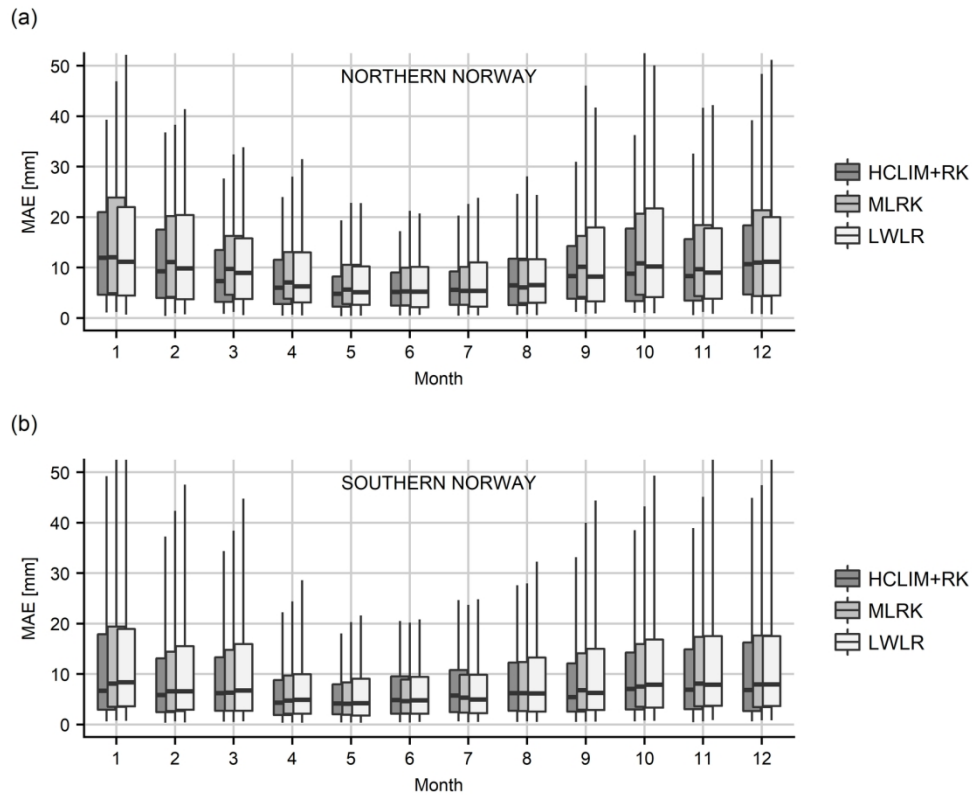 (a)
NORTHERN NORWAY
MAE [mm]
50
40
30
20
10
0
1 2 3 4 5 6 7 8 9 10 11 12
Month
HCLIM+RK
MLRK
LWLR
(b)
SOUTHERN NORWAY
MAE [mm]
50
40
30
20
10
0
1 2 3 4 5 6 7 8 9 10 11 12
Month
HCLIM+RK
MLRK
LWLR